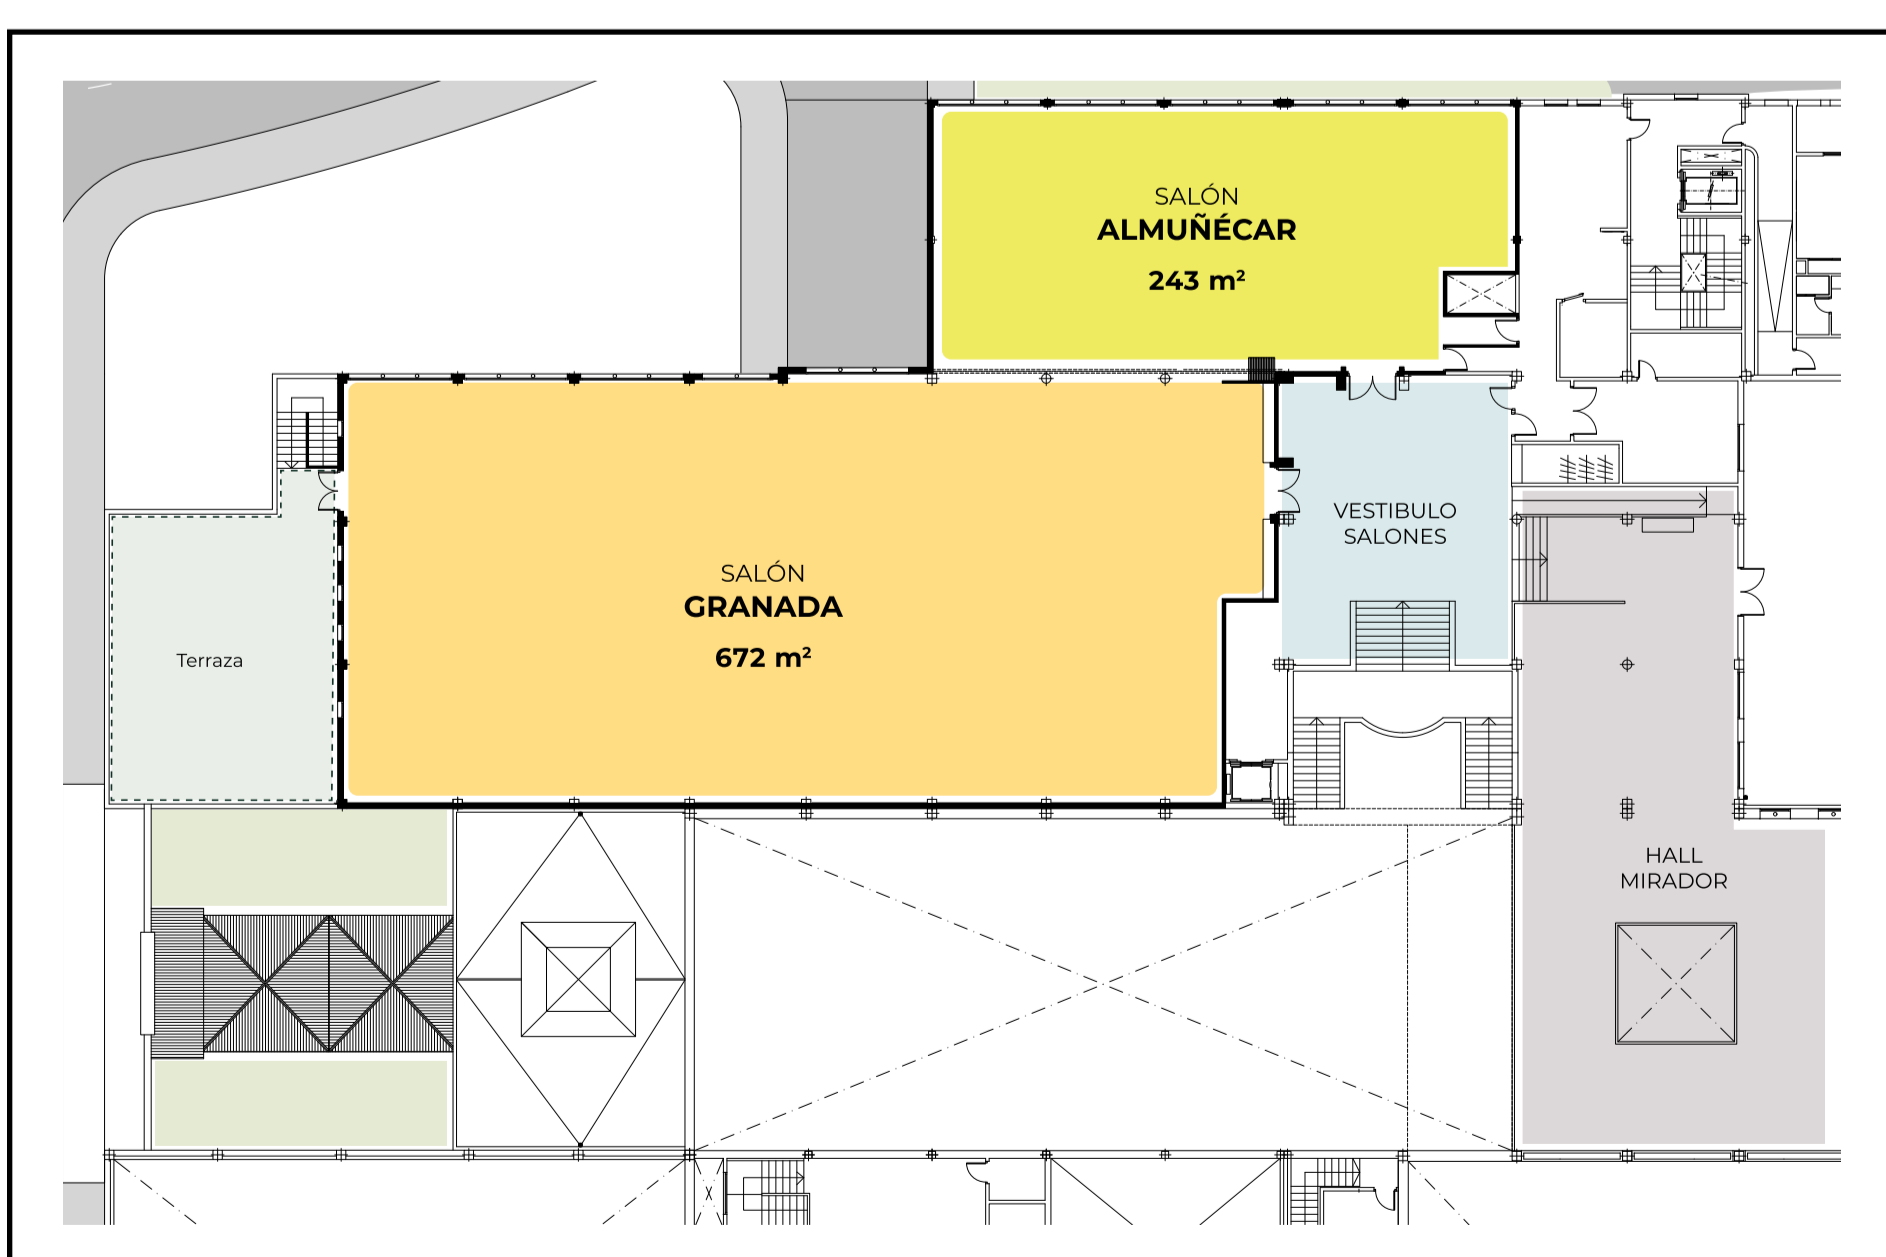 SALÓN
ALMUÑÉCAR
243 m²
SALÓN
GRANADA
672 m²
VESTIBULO
SALONES
Terraza
HALL
MIRADOR